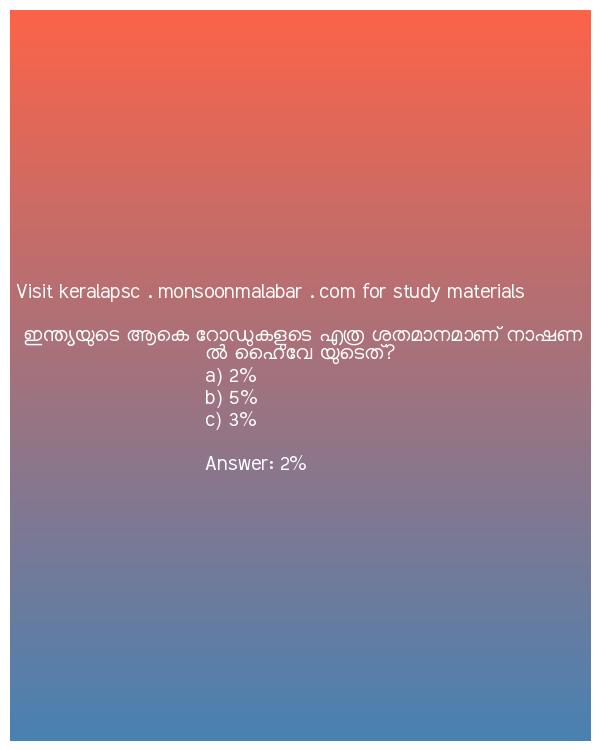 Visit keralapsc . monsoonmalabar . com for study materials
ഇന്ത്യയുടെ ആകെ റോഡുകളുടെ എത്ര ശതമാനമാണ് നാഷണ
ൽ ഹൈവേ യുടെത്?
a) 2%
b) 5%
c) 3%
Answer: 2%